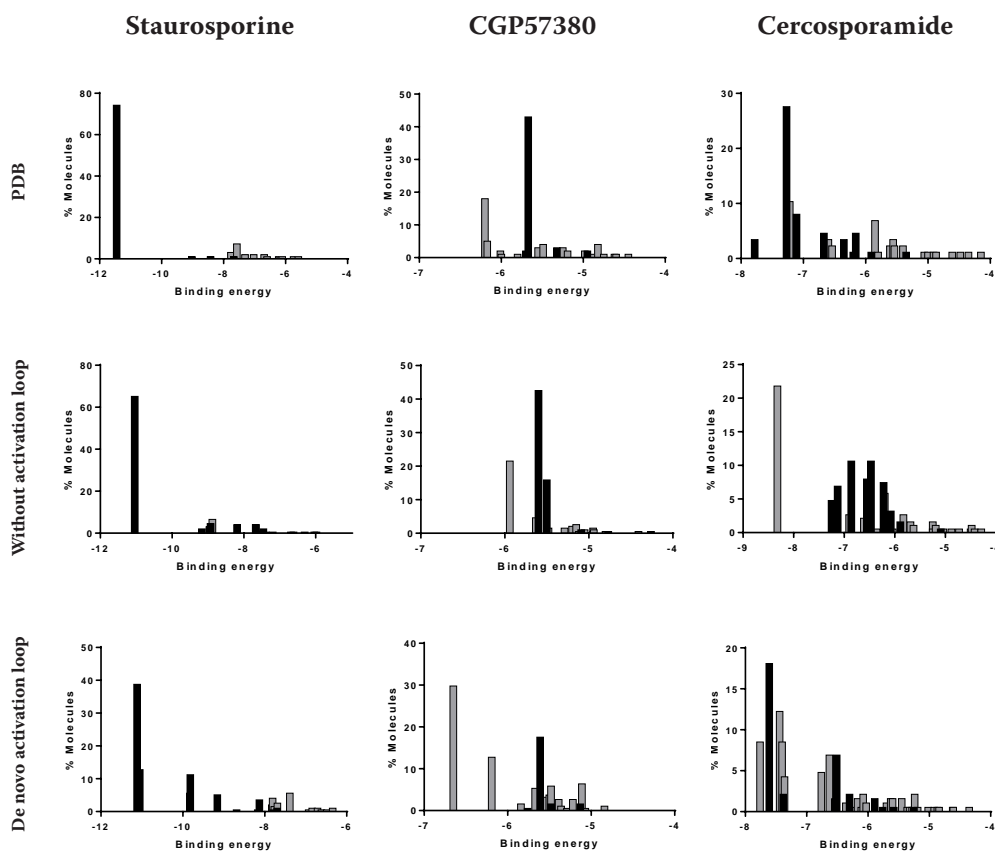 Staurosporine
CGP57380
Cercosporamide
PDB
% Molecules
80
60
40
20
0
-12 -10 -8 -6 -4
Binding energy
% Molecules
50
40
30
20
10
0
-7 -6 -5 -4
Binding energy
% Molecules
30
20
10
0
-8 -7 -6 -5 -4
Binding energy
Without activation loop
% Molecules
80
60
40
20
0
-12 -10 -8 -6
Binding energy
% Molecules
50
40
30
20
10
0
-7 -6 -5 -4
Binding energy
% Molecules
25
20
15
10
5
0
-9 -8 -7 -6 -5
Binding energy
De novo activation loop
% Molecules
50
40
30
20
10
0
-12 -10 -8 -6
Binding energy
% Molecules
40
30
20
10
0
-7 -6 -5 -4
Binding energy
% Molecules
20
15
10
5
0
-8 -7 -6 -5 -4
Binding energy